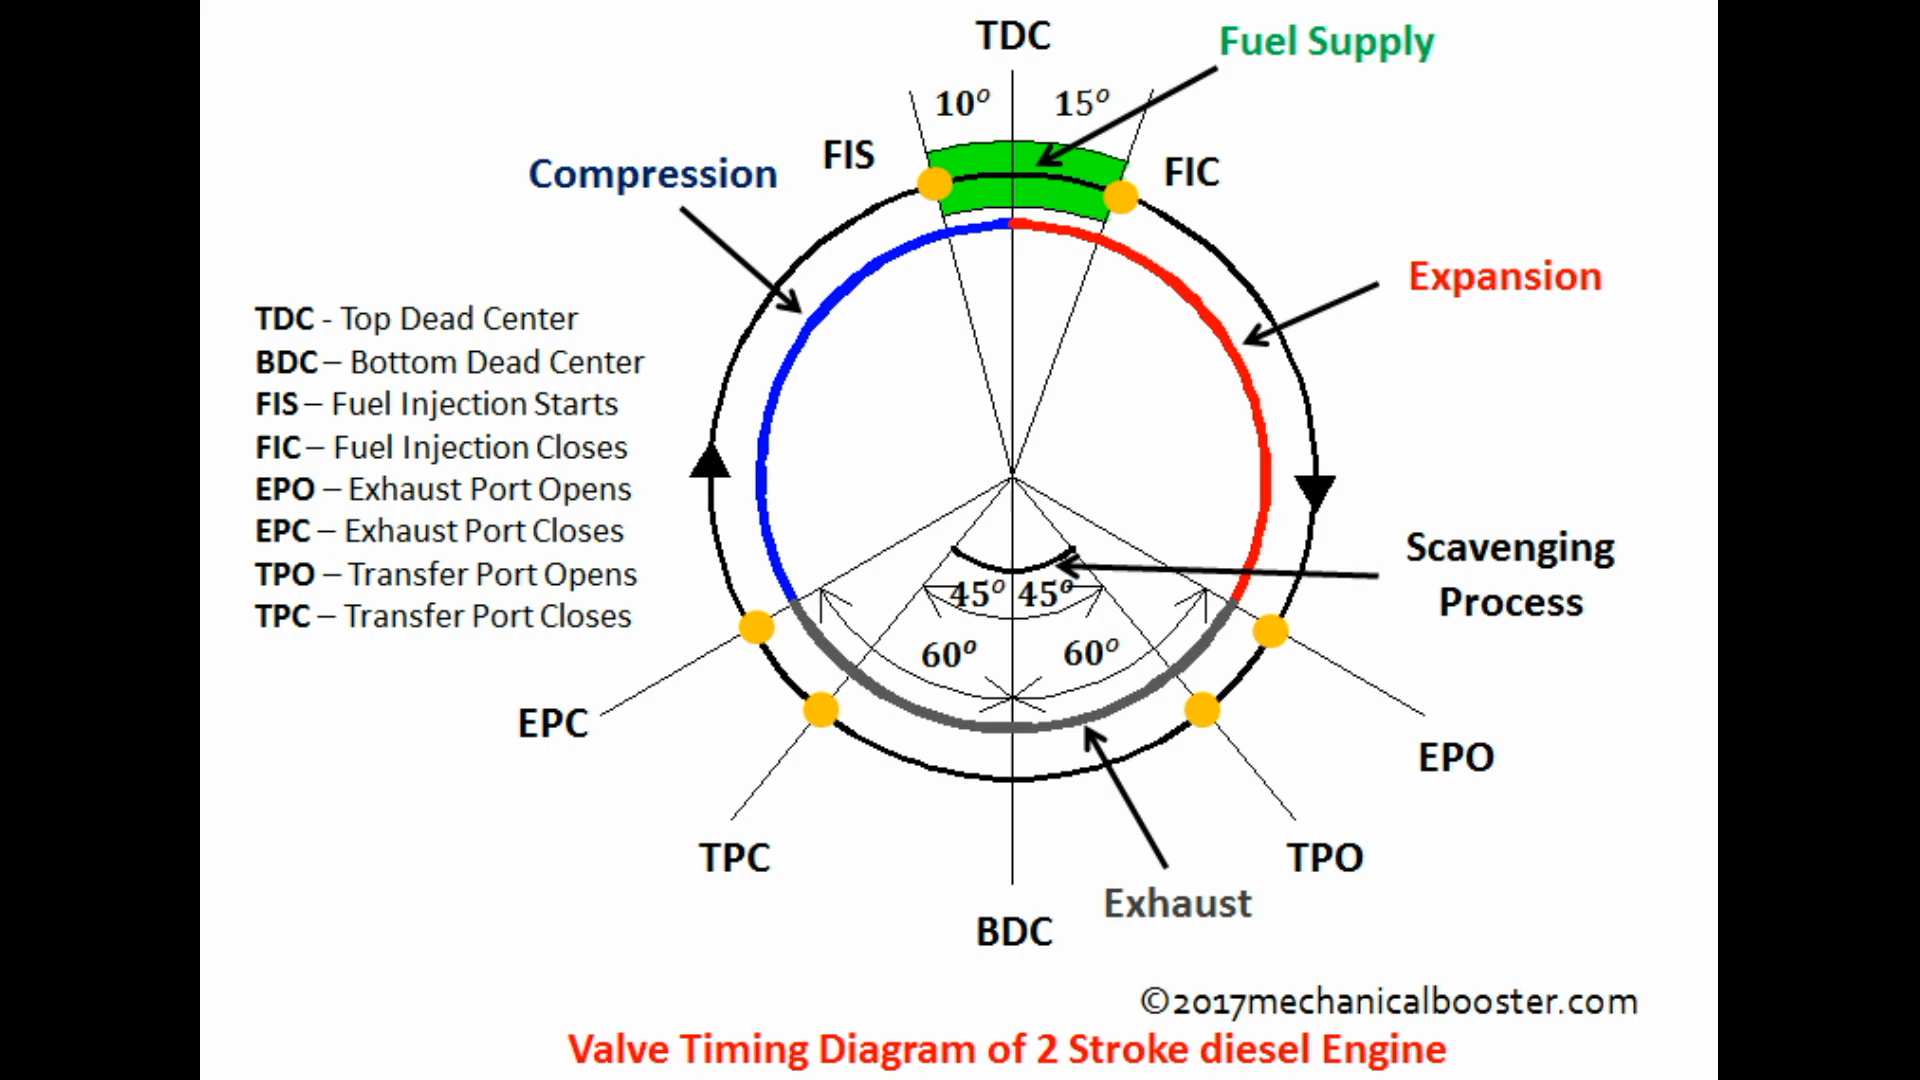 TDC
Fuel Supply
10°
15°
FIS
FIC
Compression
Expansion
TDC - Top Dead Center
BDC – Bottom Dead Center
FIS – Fuel Injection Starts
FIC – Fuel Injection Closes
EPO – Exhaust Port Opens
EPC – Exhaust Port Closes
TPO – Transfer Port Opens
TPC – Transfer Port Closes
Scavenging
Process
45° 45°
60°
60°
EPC
EPO
TPC
TPO
Exhaust
BDC
©2017mechanicalbooster.com
Valve Timing Diagram of 2 Stroke diesel Engine